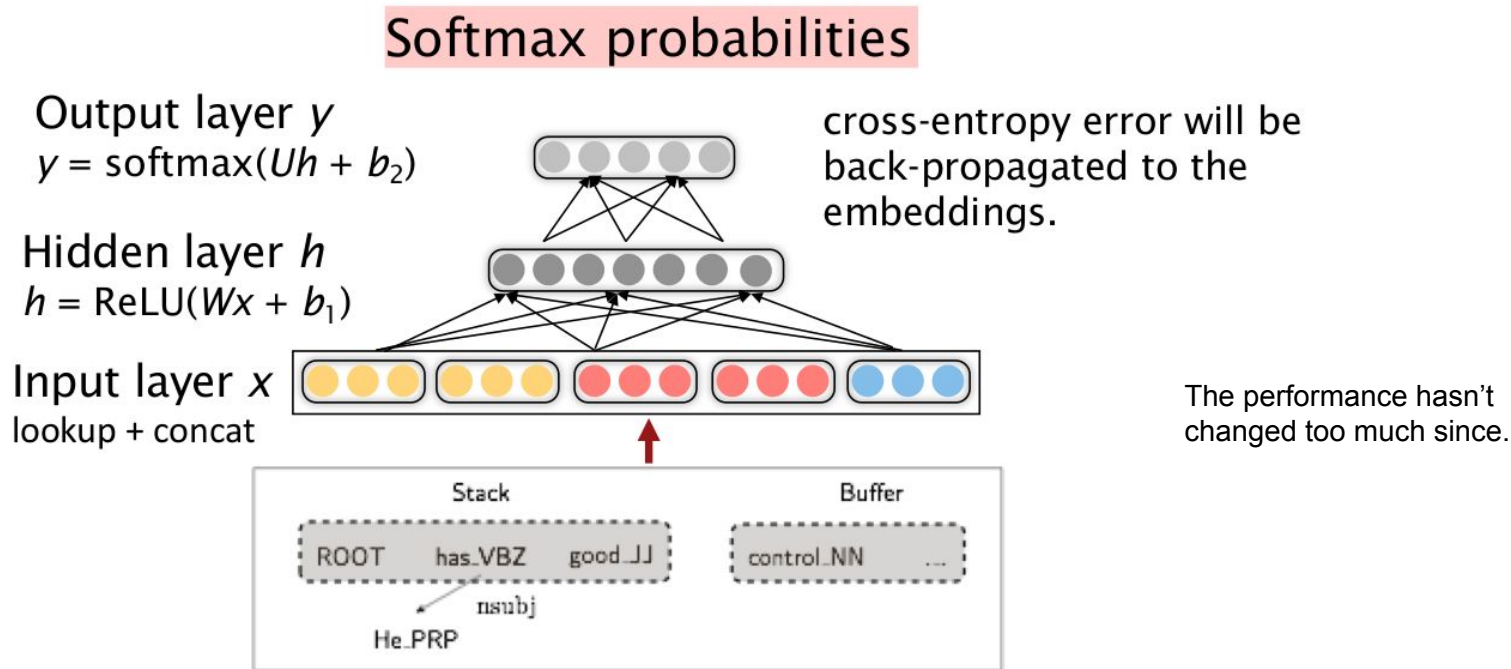 Softmax probabilities
Output layer y
y = softmax(Uh + b₂)
cross-entropy error will be
back-propagated to the
embeddings.
Hidden layer h
h = ReLU(Wx + b₁)
Input layer x
lookup + concat
The performance hasn't
changed too much since.
Stack
Buffer
ROOT has_VBZ good_JJ
control_NN ...
nsubj
He_PRP